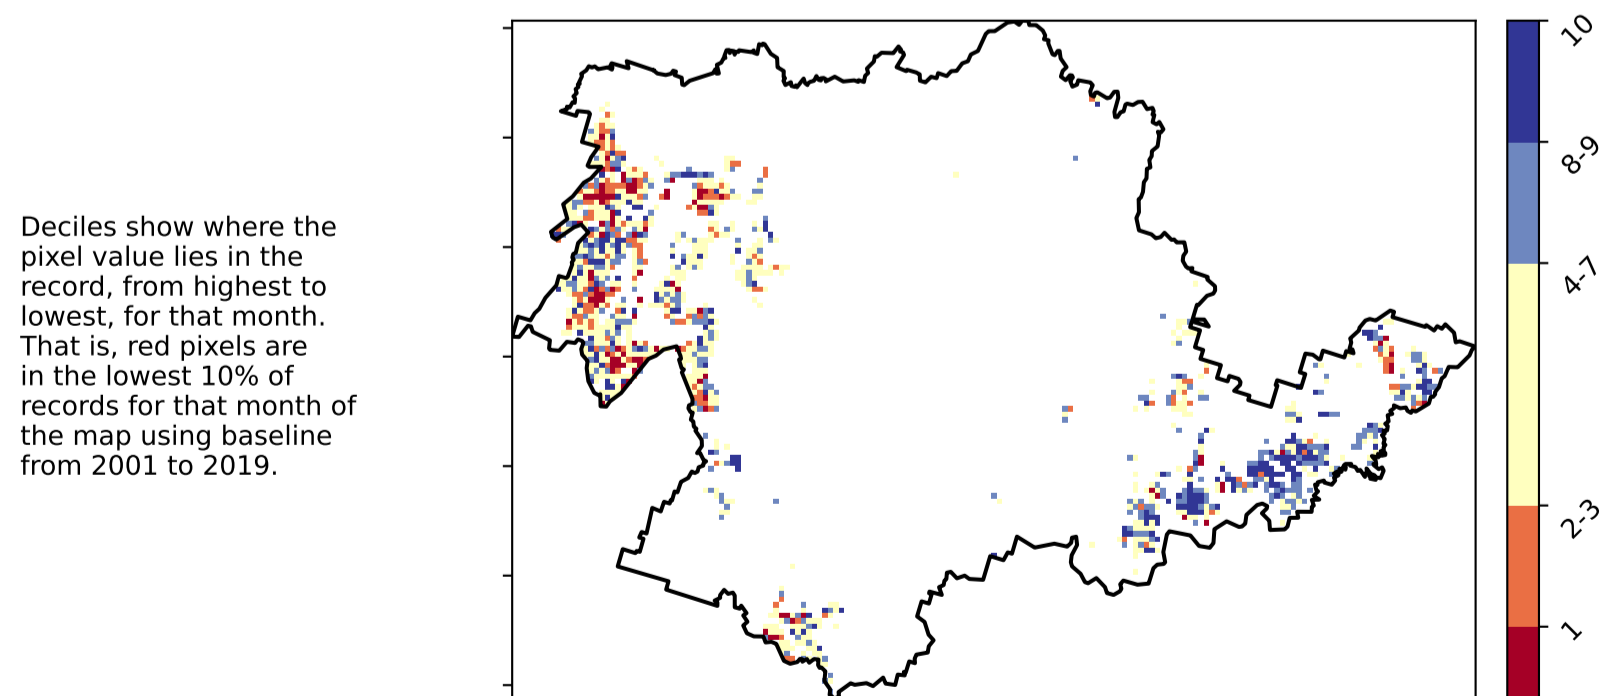 Deciles show where the
pixel value lies in the
record, from highest to
lowest, for that month.
That is, red pixels are
in the lowest 10% of
records for that month of
the map using baseline
from 2001 to 2019.
10
8-9
4-7
2-3
1